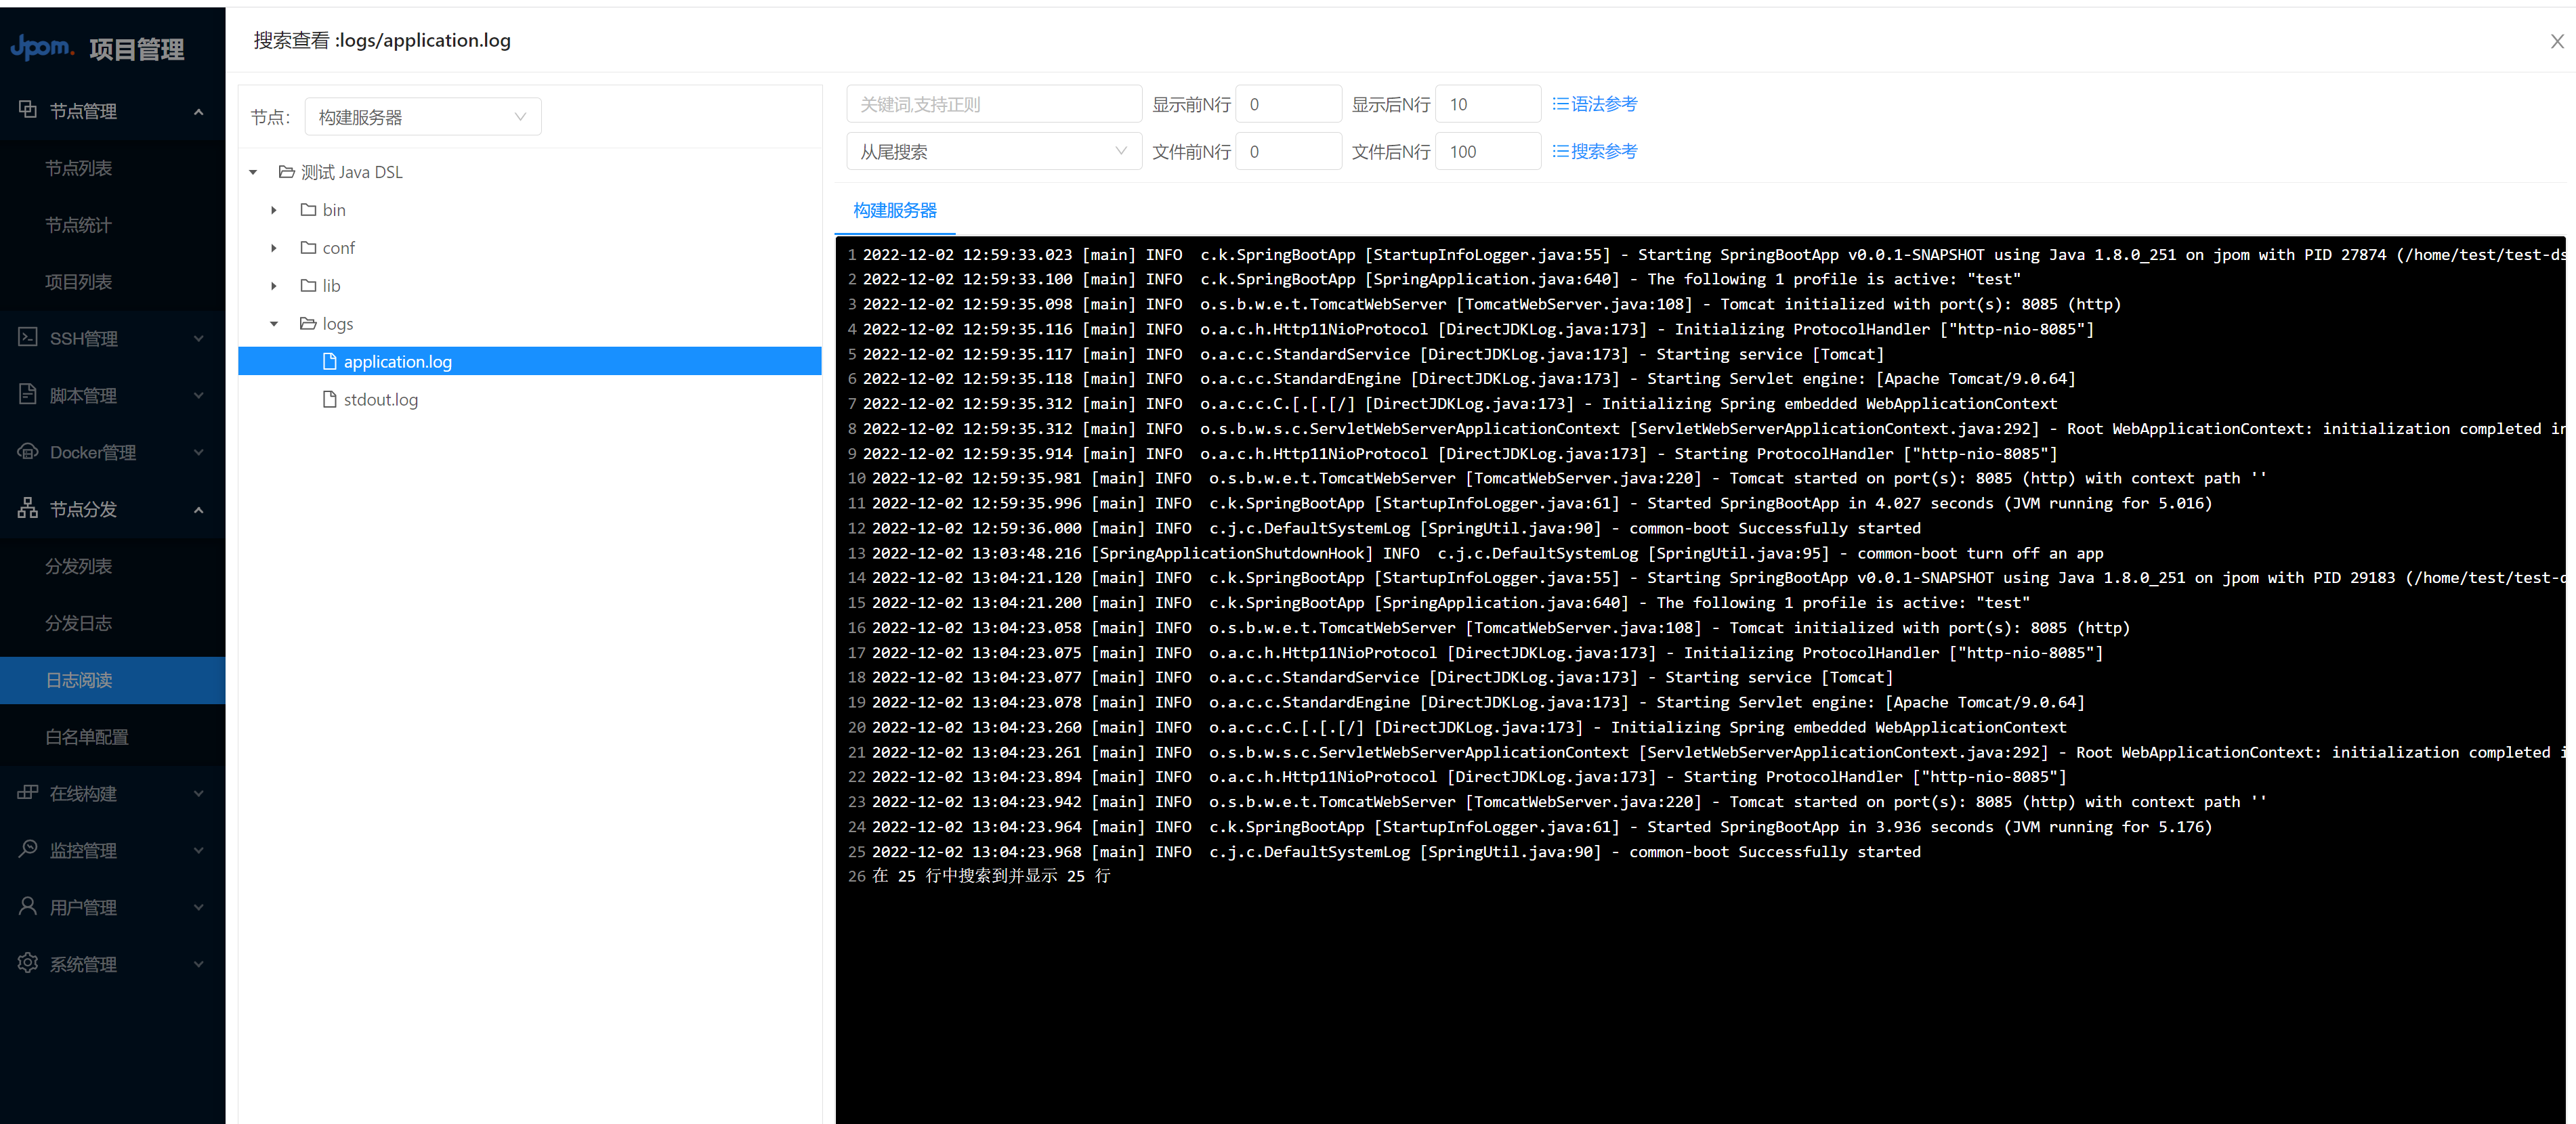 Jpom. 项目管理
节点管理
节点列表
节点统计
项目列表
SSH管理
脚本管理
Docker管理
节点分发
分发列表
分发日志
日志阅读
白名单配置
在线构建
监控管理
用户管理
系统管理
搜索查看 :logs/application.log
节点: 构建服务器
测试 Java DSL
bin
conf
lib
logs
application.log
stdout.log
关键词,支持正则 显示前N行 0 显示后N行 10 语法参考
从尾搜索 文件前N行 0 文件后N行 100 搜索参考
构建服务器
1 2022-12-02 12:59:33.023 [main] INFO  c.k.SpringBootApp [StartupInfoLogger.java:55] - Starting SpringBootApp v0.0.1-SNAPSHOT using Java 1.8.0_251 on jpom with PID 27874 (/home/test/test-ds
2 2022-12-02 12:59:33.100 [main] INFO  c.k.SpringBootApp [SpringApplication.java:640] - The following 1 profile is active: "test"
3 2022-12-02 12:59:35.098 [main] INFO  o.s.b.w.e.t.TomcatWebServer [TomcatWebServer.java:108] - Tomcat initialized with port(s): 8085 (http)
4 2022-12-02 12:59:35.116 [main] INFO  o.a.c.h.Http11NioProtocol [DirectJDKLog.java:173] - Initializing ProtocolHandler ["http-nio-8085"]
5 2022-12-02 12:59:35.117 [main] INFO  o.a.c.c.StandardService [DirectJDKLog.java:173] - Starting service [Tomcat]
6 2022-12-02 12:59:35.118 [main] INFO  o.a.c.c.StandardEngine [DirectJDKLog.java:173] - Starting Servlet engine: [Apache Tomcat/9.0.64]
7 2022-12-02 12:59:35.312 [main] INFO  o.a.c.c.C.[.[.[/] [DirectJDKLog.java:173] - Initializing Spring embedded WebApplicationContext
8 2022-12-02 12:59:35.312 [main] INFO  o.s.b.w.s.c.ServletWebServerApplicationContext [ServletWebServerApplicationContext.java:292] - Root WebApplicationContext: initialization completed in
9 2022-12-02 12:59:35.914 [main] INFO  o.a.c.h.Http11NioProtocol [DirectJDKLog.java:173] - Starting ProtocolHandler ["http-nio-8085"]
10 2022-12-02 12:59:35.981 [main] INFO  o.s.b.w.e.t.TomcatWebServer [TomcatWebServer.java:220] - Tomcat started on port(s): 8085 (http) with context path ''
11 2022-12-02 12:59:35.996 [main] INFO  c.k.SpringBootApp [StartupInfoLogger.java:61] - Started SpringBootApp in 4.027 seconds (JVM running for 5.016)
12 2022-12-02 12:59:36.000 [main] INFO  c.j.c.DefaultSystemLog [SpringUtil.java:90] - common-boot Successfully started
13 2022-12-02 13:03:48.216 [SpringApplicationShutdownHook] INFO  c.j.c.DefaultSystemLog [SpringUtil.java:95] - common-boot turn off an app
14 2022-12-02 13:04:21.120 [main] INFO  c.k.SpringBootApp [StartupInfoLogger.java:55] - Starting SpringBootApp v0.0.1-SNAPSHOT using Java 1.8.0_251 on jpom with PID 29183 (/home/test/test-d
15 2022-12-02 13:04:21.200 [main] INFO  c.k.SpringBootApp [SpringApplication.java:640] - The following 1 profile is active: "test"
16 2022-12-02 13:04:23.058 [main] INFO  o.s.b.w.e.t.TomcatWebServer [TomcatWebServer.java:108] - Tomcat initialized with port(s): 8085 (http)
17 2022-12-02 13:04:23.075 [main] INFO  o.a.c.h.Http11NioProtocol [DirectJDKLog.java:173] - Initializing ProtocolHandler ["http-nio-8085"]
18 2022-12-02 13:04:23.077 [main] INFO  o.a.c.c.StandardService [DirectJDKLog.java:173] - Starting service [Tomcat]
19 2022-12-02 13:04:23.078 [main] INFO  o.a.c.c.StandardEngine [DirectJDKLog.java:173] - Starting Servlet engine: [Apache Tomcat/9.0.64]
20 2022-12-02 13:04:23.260 [main] INFO  o.a.c.c.C.[.[.[/] [DirectJDKLog.java:173] - Initializing Spring embedded WebApplicationContext
21 2022-12-02 13:04:23.261 [main] INFO  o.s.b.w.s.c.ServletWebServerApplicationContext [ServletWebServerApplicationContext.java:292] - Root WebApplicationContext: initialization completed i
22 2022-12-02 13:04:23.894 [main] INFO  o.a.c.h.Http11NioProtocol [DirectJDKLog.java:173] - Starting ProtocolHandler ["http-nio-8085"]
23 2022-12-02 13:04:23.942 [main] INFO  o.s.b.w.e.t.TomcatWebServer [TomcatWebServer.java:220] - Tomcat started on port(s): 8085 (http) with context path ''
24 2022-12-02 13:04:23.964 [main] INFO  c.k.SpringBootApp [StartupInfoLogger.java:61] - Started SpringBootApp in 3.936 seconds (JVM running for 5.176)
25 2022-12-02 13:04:23.968 [main] INFO  c.j.c.DefaultSystemLog [SpringUtil.java:90] - common-boot Successfully started
26 在 25 行中搜索到并显示 25 行